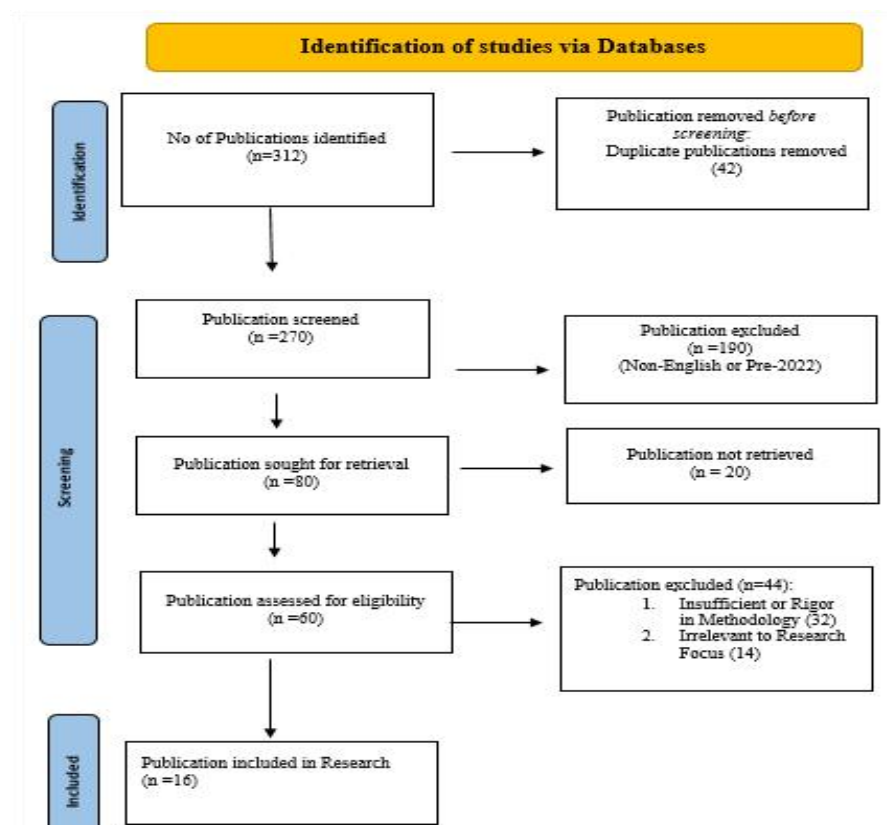 Identification of studies via Databases
Identification
No of Publications identified
(n=312)
Publication removed before
screening:
Duplicate publications removed
(42)
Screening
Publication screened
(n =270)
Publication excluded
(n =190)
(Non-English or Pre-2022)
Publication sought for retrieval
(n =80)
Publication not retrieved
(n = 20)
Publication assessed for eligibility
(n =60)
Publication excluded (n=44):
1. Insufficient or Rigor
in Methodology (32)
2. Irrelevant to Research
Focus (14)
Included
Publication included in Research
(n =16)